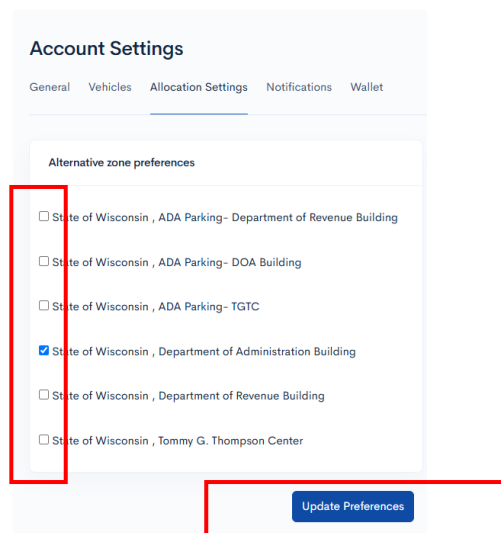 Account Settings
General Vehicles Allocation Settings Notifications Wallet
Alternative zone preferences
State of Wisconsin , ADA Parking- Department of Revenue Building
State of Wisconsin , ADA Parking- DOA Building
State of Wisconsin , ADA Parking- TGTC
State of Wisconsin , Department of Administration Building
State of Wisconsin , Department of Revenue Building
State of Wisconsin , Tommy G. Thompson Center
Update Preferences